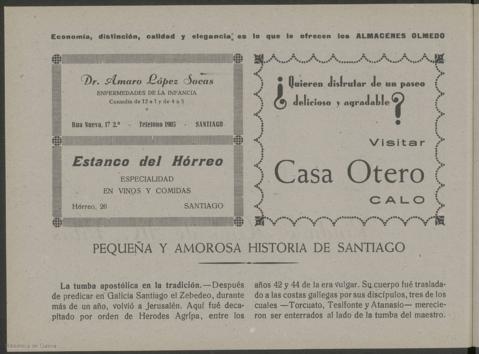 Economía, distinción, calidad y elegancia, es lo que le ofrecen los ALMACENES OLMEDO
Dr. Amaro López Socas
ENFERMEDADES DE LA INFANCIA
Consulta de 12 a 1 y de 4 a 5
Rua Nueva, 17 2.º - Teléfono 1905 - SANTIAGO
Estanco del Hórreo
ESPECIALIDAD
EN VINOS Y COMIDAS
Hórreo, 26 SANTIAGO
¿Quieren disfrutar de un paseo
delicioso y agradable?
Visitar
Casa Otero
CALO
PEQUEÑA Y AMOROSA HISTORIA DE SANTIAGO
La tumba apostólica en la tradición.—Después
de predicar en Galicia Santiago el Zebedeo, durante
más de un año, volvió a Jerusalén. Aquí fué deca-
pitado por orden de Herodes Agripa, entre los
años 42 y 44 de la era vulgar. Su cuerpo fué traslada-
do a las costas gallegas por sus discípulos, tres de los
cuales —Torcuato, Tesifonte y Atanasio— merecie-
ron ser enterrados al lado de la tumba del maestro.
Biblioteca de Galicia